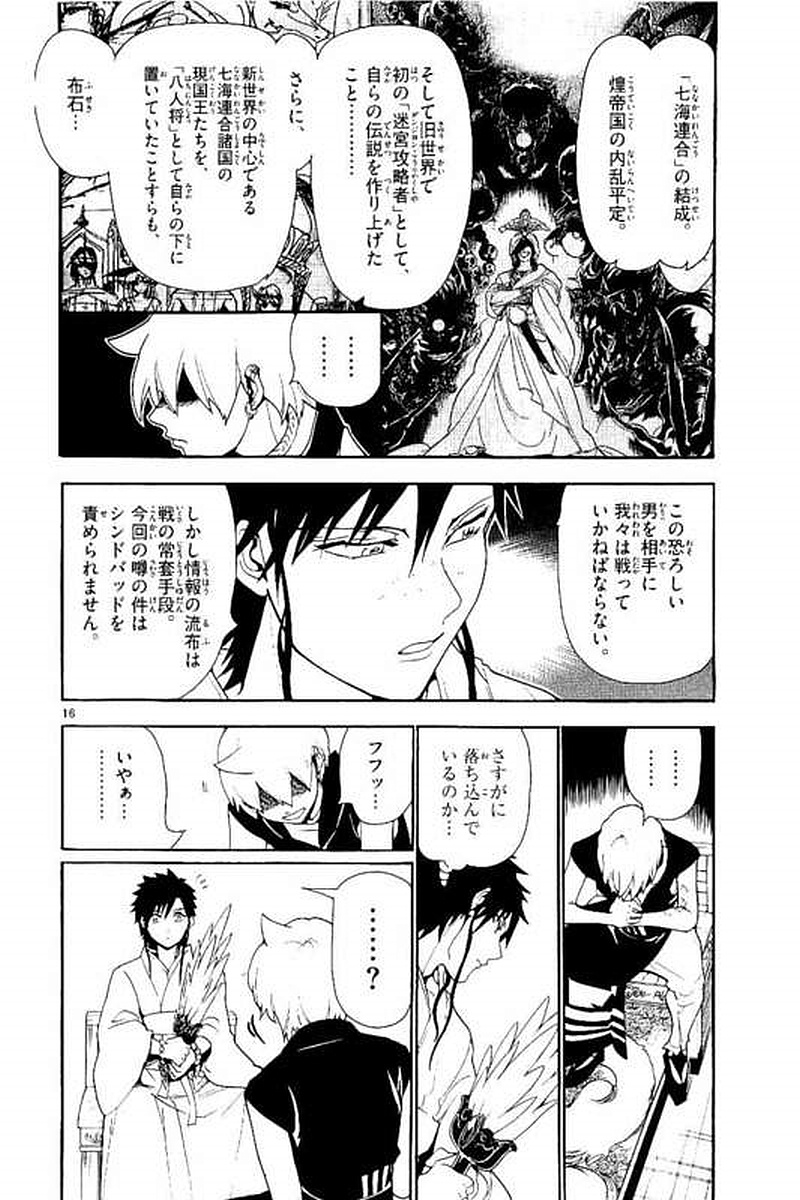 「七海連合」の結成。
煌帝国の内乱平定。
そして旧世界で
初の「迷宮攻略者」として、
自らの伝説を作り上げた
こと…………
さらに、
新世界の中心である
七海連合諸国の
現国王たちを、
「八人将」として自らの下に
置いていたことすらも、
布石…
………
………
この恐ろしい
男を相手に
我々は戦って
いかねばならない。
しかし情報の流布は
戦の常套手段。
今回の噂の件は
シンドバッドを
責められません。
16
………
………
さすがに
落ち込んで
いるのか…
フフッ…
いやぁ…
…………
……？